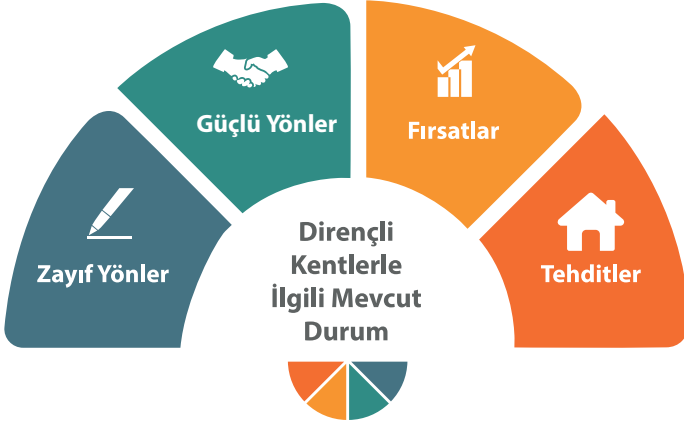 Zayıf Yönler
Güçlü Yönler
Fırsatlar
Tehditler
Dirençli
Kentlerle
İlgili Mevcut
Durum